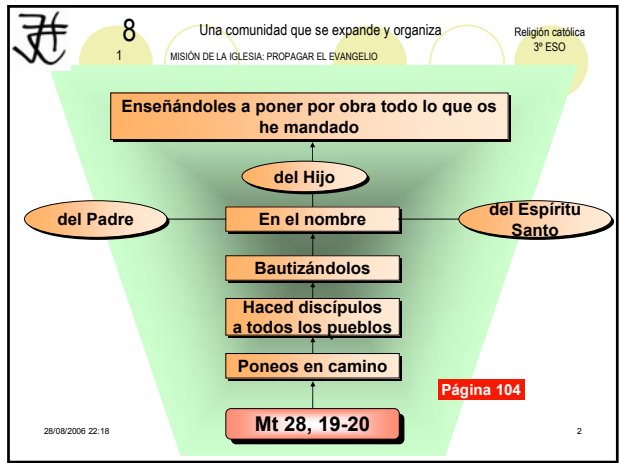 8
Una comunidad que se expande y organiza
Religión católica
3º ESO
1
MISIÓN DE LA IGLESIA: PROPAGAR EL EVANGELIO
Enseñándoles a poner por obra todo lo que os
he mandado
del Hijo
del Padre
En el nombre
del Espíritu
Santo
Bautizándolos
Haced discípulos
a todos los pueblos
Poneos en camino
Página 104
Mt 28, 19-20
28/08/2006 22:18
2